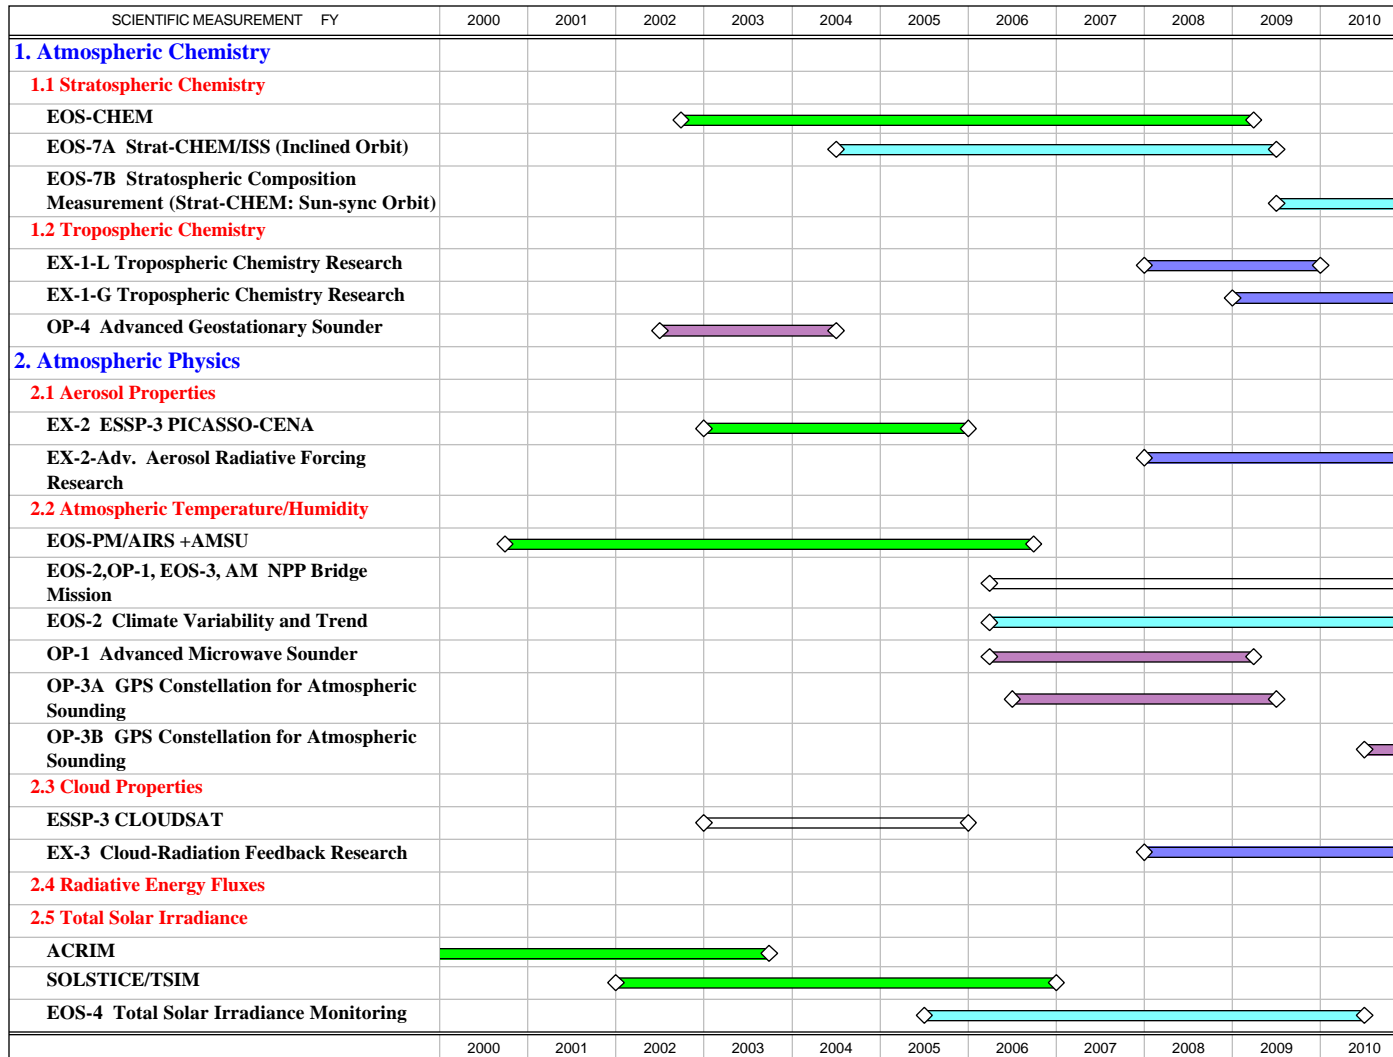 SCIENTIFIC MEASUREMENT FY 2000 2001 2002 2003 2004 2005 2006 2007 2008 2009 2010
1. Atmospheric Chemistry
1.1 Stratospheric Chemistry
EOS-CHEM
EOS-7A Strat-CHEM/ISS (Inclined Orbit)
EOS-7B Stratospheric Composition
Measurement (Strat-CHEM: Sun-sync Orbit)
1.2 Tropospheric Chemistry
EX-1-L Tropospheric Chemistry Research
EX-1-G Tropospheric Chemistry Research
OP-4 Advanced Geostationary Sounder
2. Atmospheric Physics
2.1 Aerosol Properties
EX-2 ESSP-3 PICASSO-CENA
EX-2-Adv. Aerosol Radiative Forcing
Research
2.2 Atmospheric Temperature/Humidity
EOS-PM/AIRS +AMSU
EOS-2,OP-1, EOS-3, AM NPP Bridge
Mission
EOS-2 Climate Variability and Trend
OP-1 Advanced Microwave Sounder
OP-3A GPS Constellation for Atmospheric
Sounding
OP-3B GPS Constellation for Atmospheric
Sounding
2.3 Cloud Properties
ESSP-3 CLOUDSAT
EX-3 Cloud-Radiation Feedback Research
2.4 Radiative Energy Fluxes
2.5 Total Solar Irradiance
ACRIM
SOLSTICE/TSIM
EOS-4 Total Solar Irradiance Monitoring
2000 2001 2002 2003 2004 2005 2006 2007 2008 2009 2010